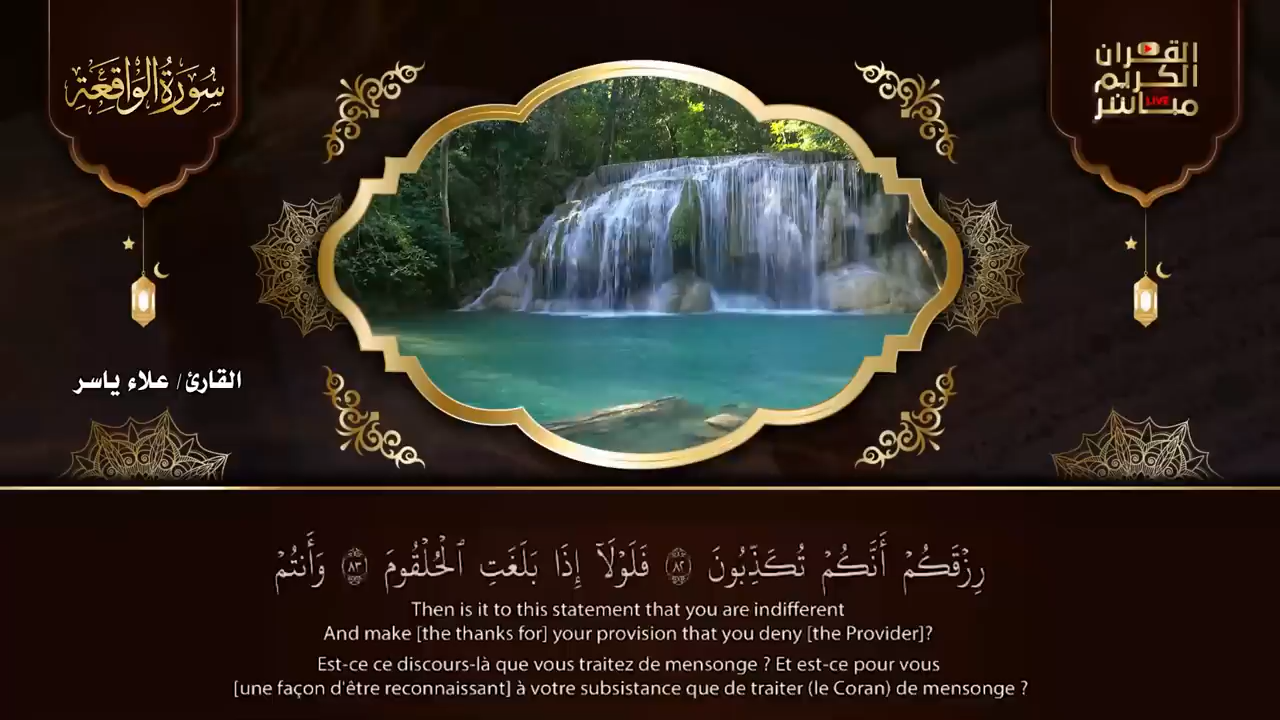 سُورَةُ الوَاقِعَة
القرآن
الكريم
مباشر
LIVE
القارئ/ علاء ياسر
رِزْقَكُمْ أَنَّكُمْ تُكَذِّبُونَ ٨٢ فَلَوْلَآ إِذَا بَلَغَتِ ٱلْحُلْقُومَ ٨٣ وَأَنتُمْ
Then is it to this statement that you are indifferent
And make [the thanks for] your provision that you deny [the Provider]?
Est-ce ce discours-là que vous traitez de mensonge ? Et est-ce pour vous
[une façon d'être reconnaissant] à votre subsistance que de traiter (le Coran) de mensonge ?